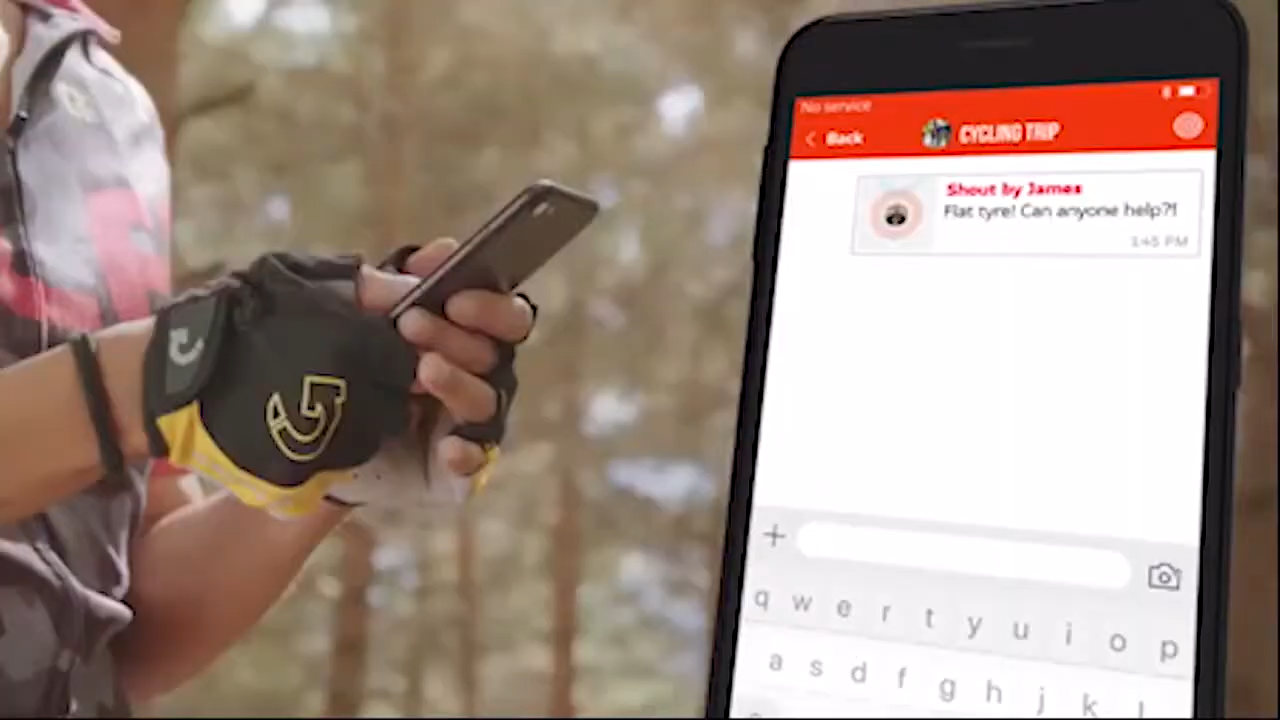 No service
Back
CYCLING TRIP
Shout by James
Flat tyre! Can anyone help?!
1:45 PM
q w e r t y u i o p
a s d f g h j k l